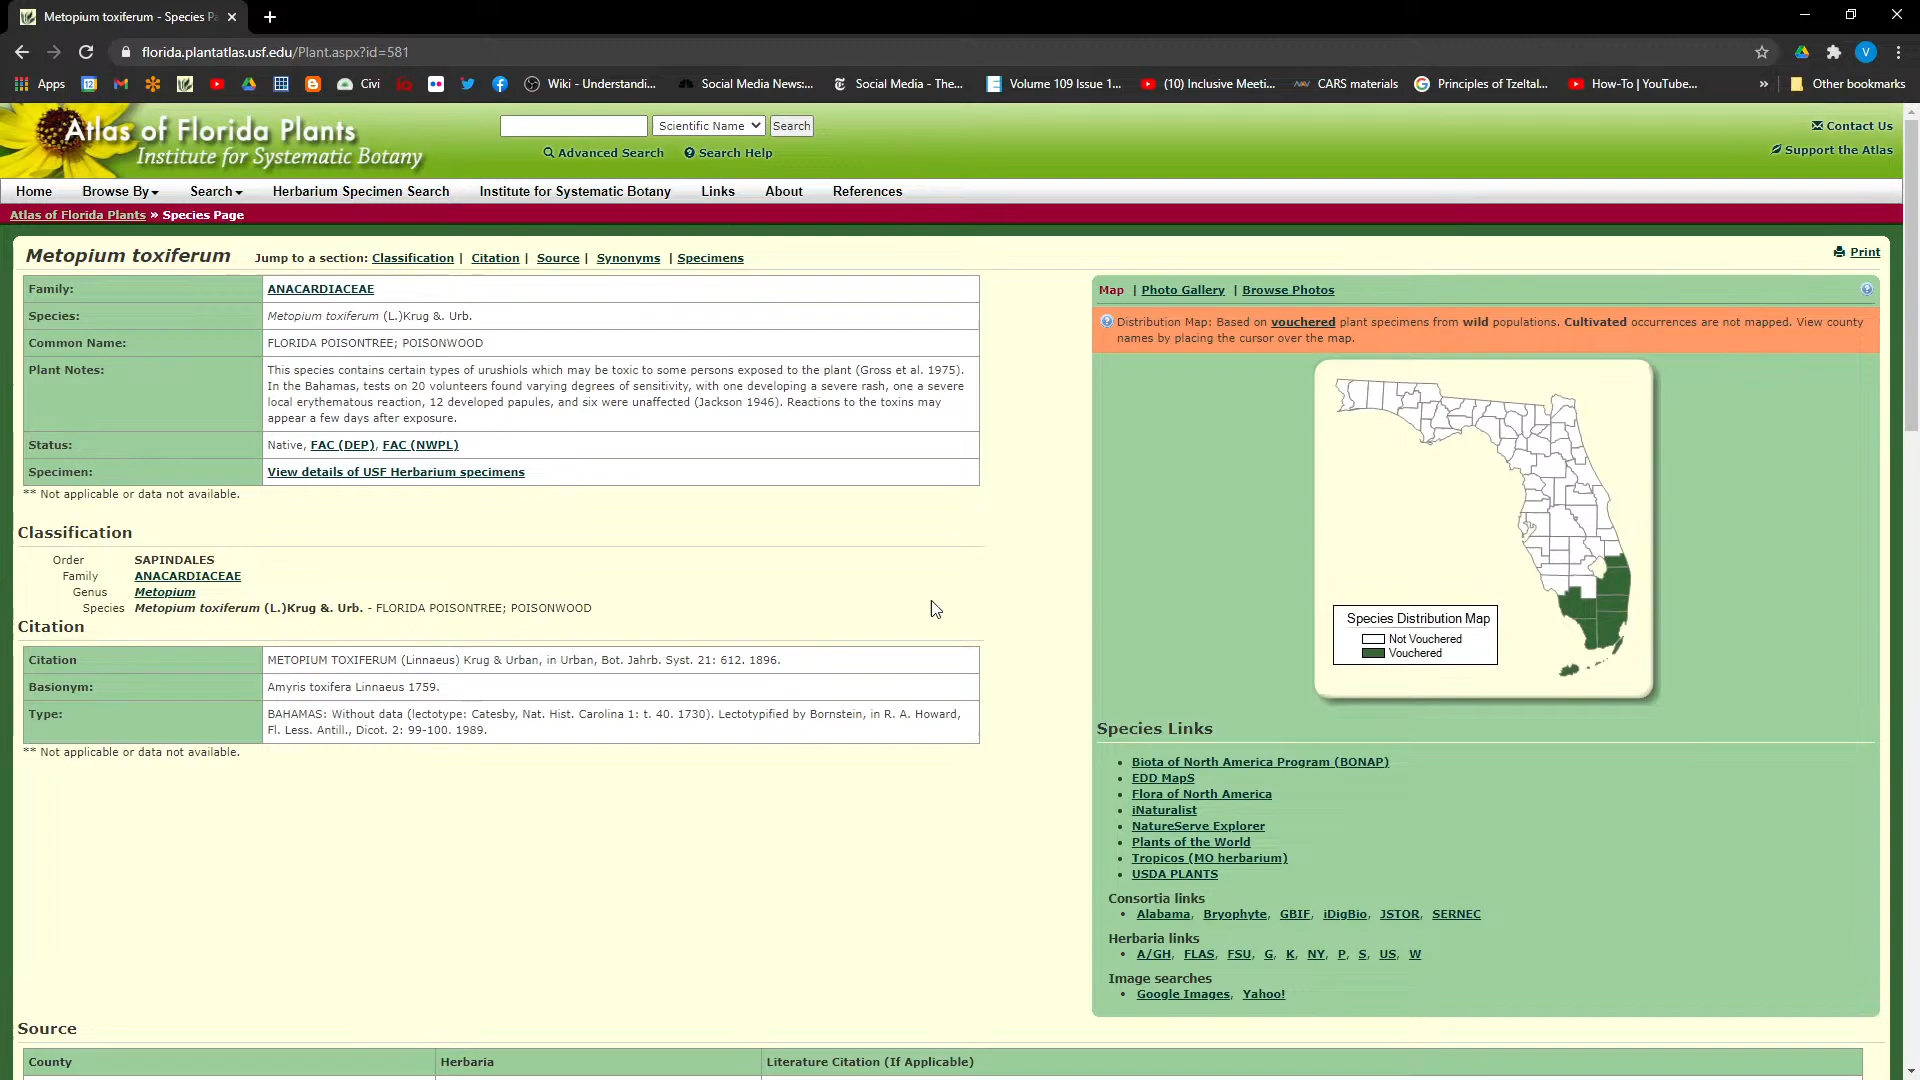 Metopium toxiferum - Species Pa
florida.plantatlas.usf.edu/Plant.aspx?id=581
V
Apps
12
Civi
Wiki - Understandi...
Social Media News:...
Social Media - The...
Volume 109 Issue 1...
(10) Inclusive Meeti...
CARS materials
Principles of Tzeltal...
How-To | YouTube...
»
Other bookmarks
Atlas of Florida Plants
Institute for Systematic Botany
Scientific Name
Search
Advanced Search
Search Help
Contact Us
Support the Atlas
Home
Browse By
Search
Herbarium Specimen Search
Institute for Systematic Botany
Links
About
References
Atlas of Florida Plants » Species Page
Metopium toxiferum
Jump to a section: Classification | Citation | Source | Synonyms | Specimens
Print
Family: ANACARDIACEAE
Species: Metopium toxiferum (L.)Krug &. Urb.
Common Name: FLORIDA POISONTREE; POISONWOOD
Plant Notes: This species contains certain types of urushiols which may be toxic to some persons exposed to the plant (Gross et al. 1975).
In the Bahamas, tests on 20 volunteers found varying degrees of sensitivity, with one developing a severe rash, one a severe
local erythematous reaction, 12 developed papules, and six were unaffected (Jackson 1946). Reactions to the toxins may
appear a few days after exposure.
Status: Native, FAC (DEP), FAC (NWPL)
Specimen: View details of USF Herbarium specimens
** Not applicable or data not available.
Classification
Order SAPINDALES
Family ANACARDIACEAE
Genus Metopium
Species Metopium toxiferum (L.)Krug &. Urb. - FLORIDA POISONTREE; POISONWOOD
Citation
Citation METOPIUM TOXIFERUM (Linnaeus) Krug & Urban, in Urban, Bot. Jahrb. Syst. 21: 612. 1896.
Basionym: Amyris toxifera Linnaeus 1759.
Type: BAHAMAS: Without data (lectotype: Catesby, Nat. Hist. Carolina 1: t. 40. 1730). Lectotypified by Bornstein, in R. A. Howard,
Fl. Less. Antill., Dicot. 2: 99-100. 1989.
** Not applicable or data not available.
Map | Photo Gallery | Browse Photos
Distribution Map: Based on vouchered plant specimens from wild populations. Cultivated occurrences are not mapped. View county
names by placing the cursor over the map.
Species Distribution Map
Not Vouchered
Vouchered
Species Links
Biota of North America Program (BONAP)
EDD MapS
Flora of North America
iNaturalist
NatureServe Explorer
Plants of the World
Tropicos (MO herbarium)
USDA PLANTS
Consortia links
Alabama, Bryophyte, GBIF, iDigBio, JSTOR, SERNEC
Herbaria links
A/GH, FLAS, FSU, G, K, NY, P, S, US, W
Image searches
Google Images, Yahoo!
Source
County Herbaria Literature Citation (If Applicable)